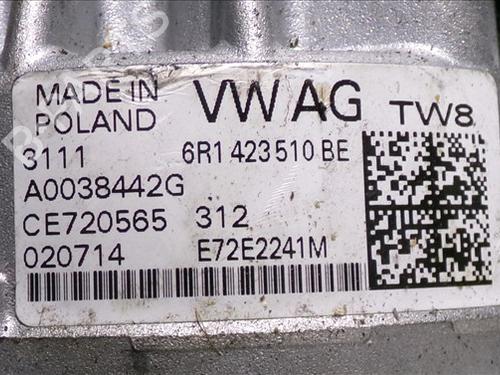 MADE IN
POLAND
VW AG
TW8
3111
6R1 423 510 BE
A0038442G
CE720565
312
020714
E72E2241M